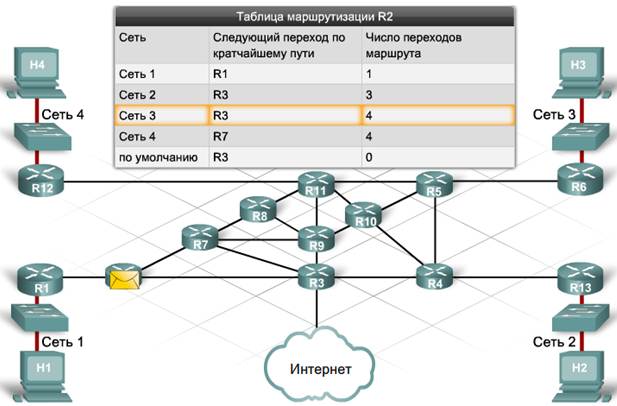 Таблица маршрутизации R2
Сеть Следующий переход по кратчайшему пути Число переходов маршрута
Сеть 1 R1 1
Сеть 2 R3 3
Сеть 3 R3 4
Сеть 4 R7 4
по умолчанию R3 0
H4
H3
Сеть 4
Сеть 3
R12
R11
R5
R6
R8
R10
R7
R9
R1
R3
R4
R13
Сеть 1
Сеть 2
Интернет
H1
H2